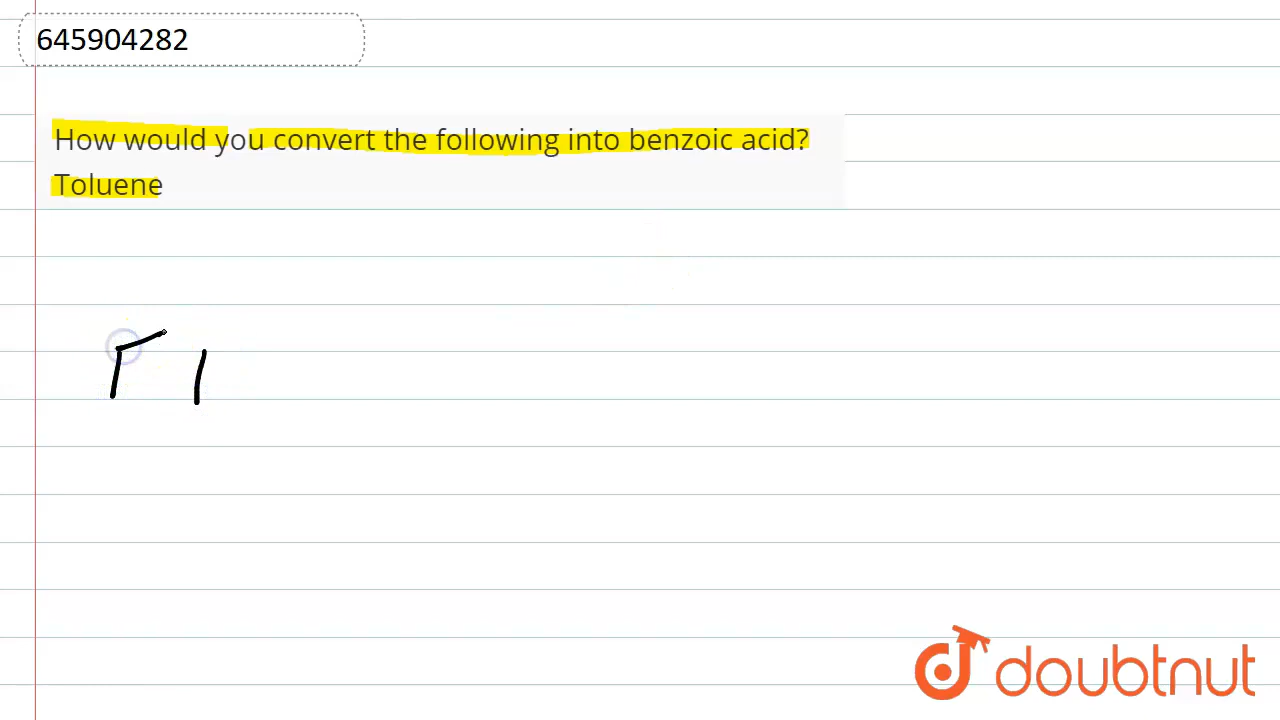 645904282
How would you convert the following into benzoic acid?
Toluene
doubtnut